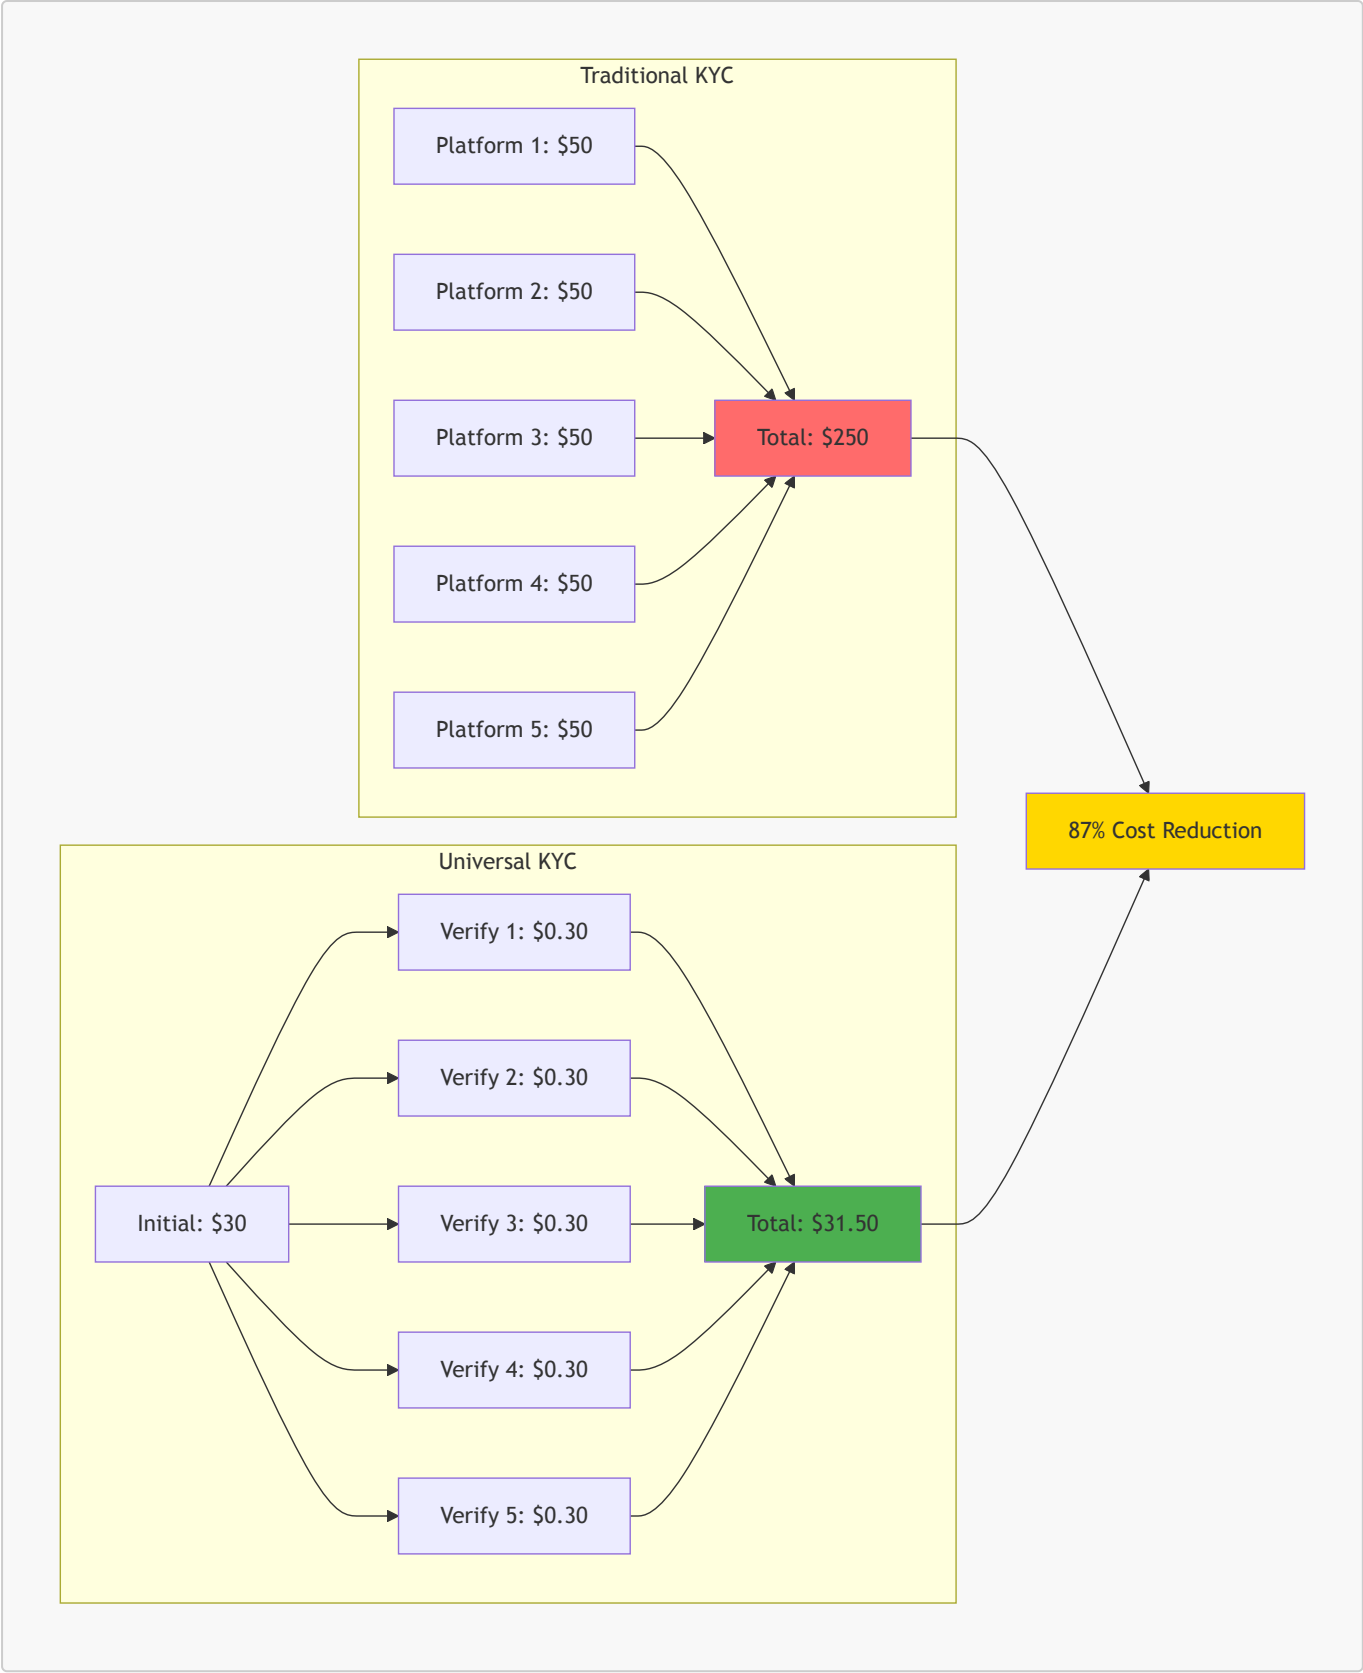 Traditional KYC
Platform 1: $50
Platform 2: $50
Platform 3: $50
Total: $250
Platform 4: $50
Platform 5: $50
87% Cost Reduction
Universal KYC
Verify 1: $0.30
Verify 2: $0.30
Initial: $30
Verify 3: $0.30
Total: $31.50
Verify 4: $0.30
Verify 5: $0.30